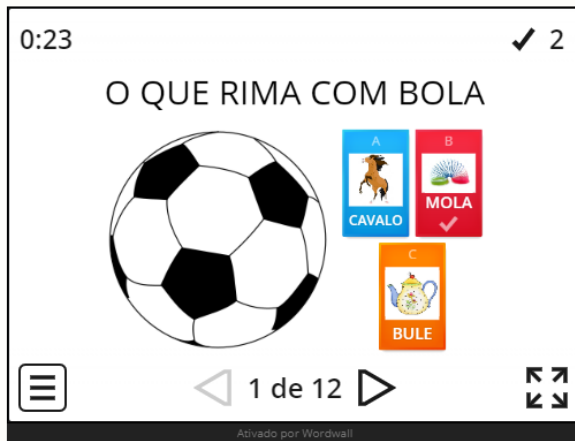 0:23
2
O QUE RIMA COM BOLA
A
CAVALO
B
MOLA
C
BULE
1 de 12
Ativado por Wordwall